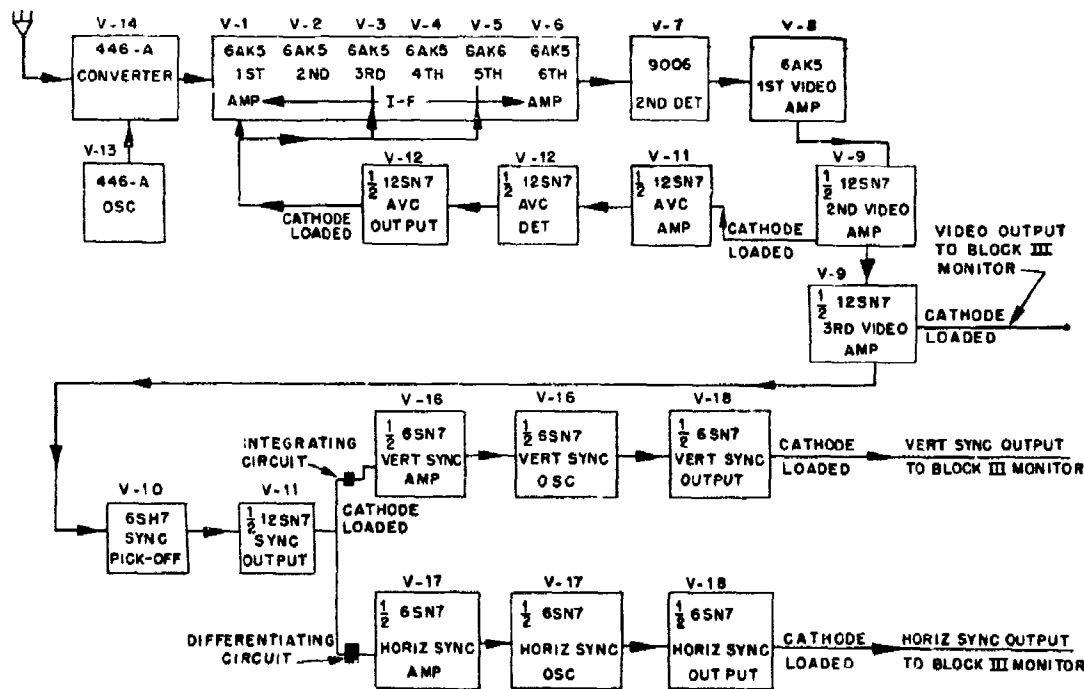 V-14
446-A
CONVERTER
V-13
446-A
OSC
V-1 V-2 V-3 V-4 V-5 V-6
6AK5 6AK5 6AK5 6AK5 6AK6 6AK5
1ST 2ND 3RD 4TH 5TH 6TH
AMP I-F AMP
V-7
9006
2ND DET
V-8
6AK5
1ST VIDEO
AMP
V-12
1/2 12SN7
AVC
OUTPUT
CATHODE
LOADED
V-12
1/2 12SN7
AVC
DET
V-11
1/2 12SN7
AVC
AMP
CATHODE
LOADED
V-9
1/2 12SN7
2ND VIDEO
AMP
VIDEO OUTPUT
TO BLOCK III
MONITOR
V-9
1/2 12SN7
3RD VIDEO
AMP
CATHODE
LOADED
V-16
1/2 6SN7
VERT SYNC
AMP
V-16
1/2 6SN7
VERT SYNC
OSC
V-18
1/2 6SN7
VERT SYNC
OUTPUT
CATHODE
LOADED
VERT SYNC OUTPUT
TO BLOCK III MONITOR
INTEGRATING
CIRCUIT
CATHODE
LOADED
V-10
6SH7
SYNC
PICK-OFF
V-11
1/2 12SN7
SYNC
OUTPUT
V-17
1/2 6SN7
HORIZ SYNC
AMP
V-17
1/2 6SN7
HORIZ SYNC
OSC
V-18
1/2 6SN7
HORIZ SYNC
OUTPUT
CATHODE
LOADED
HORIZ SYNC OUTPUT
TO BLOCK III MONITOR
DIFFERENTIATING
CIRCUIT